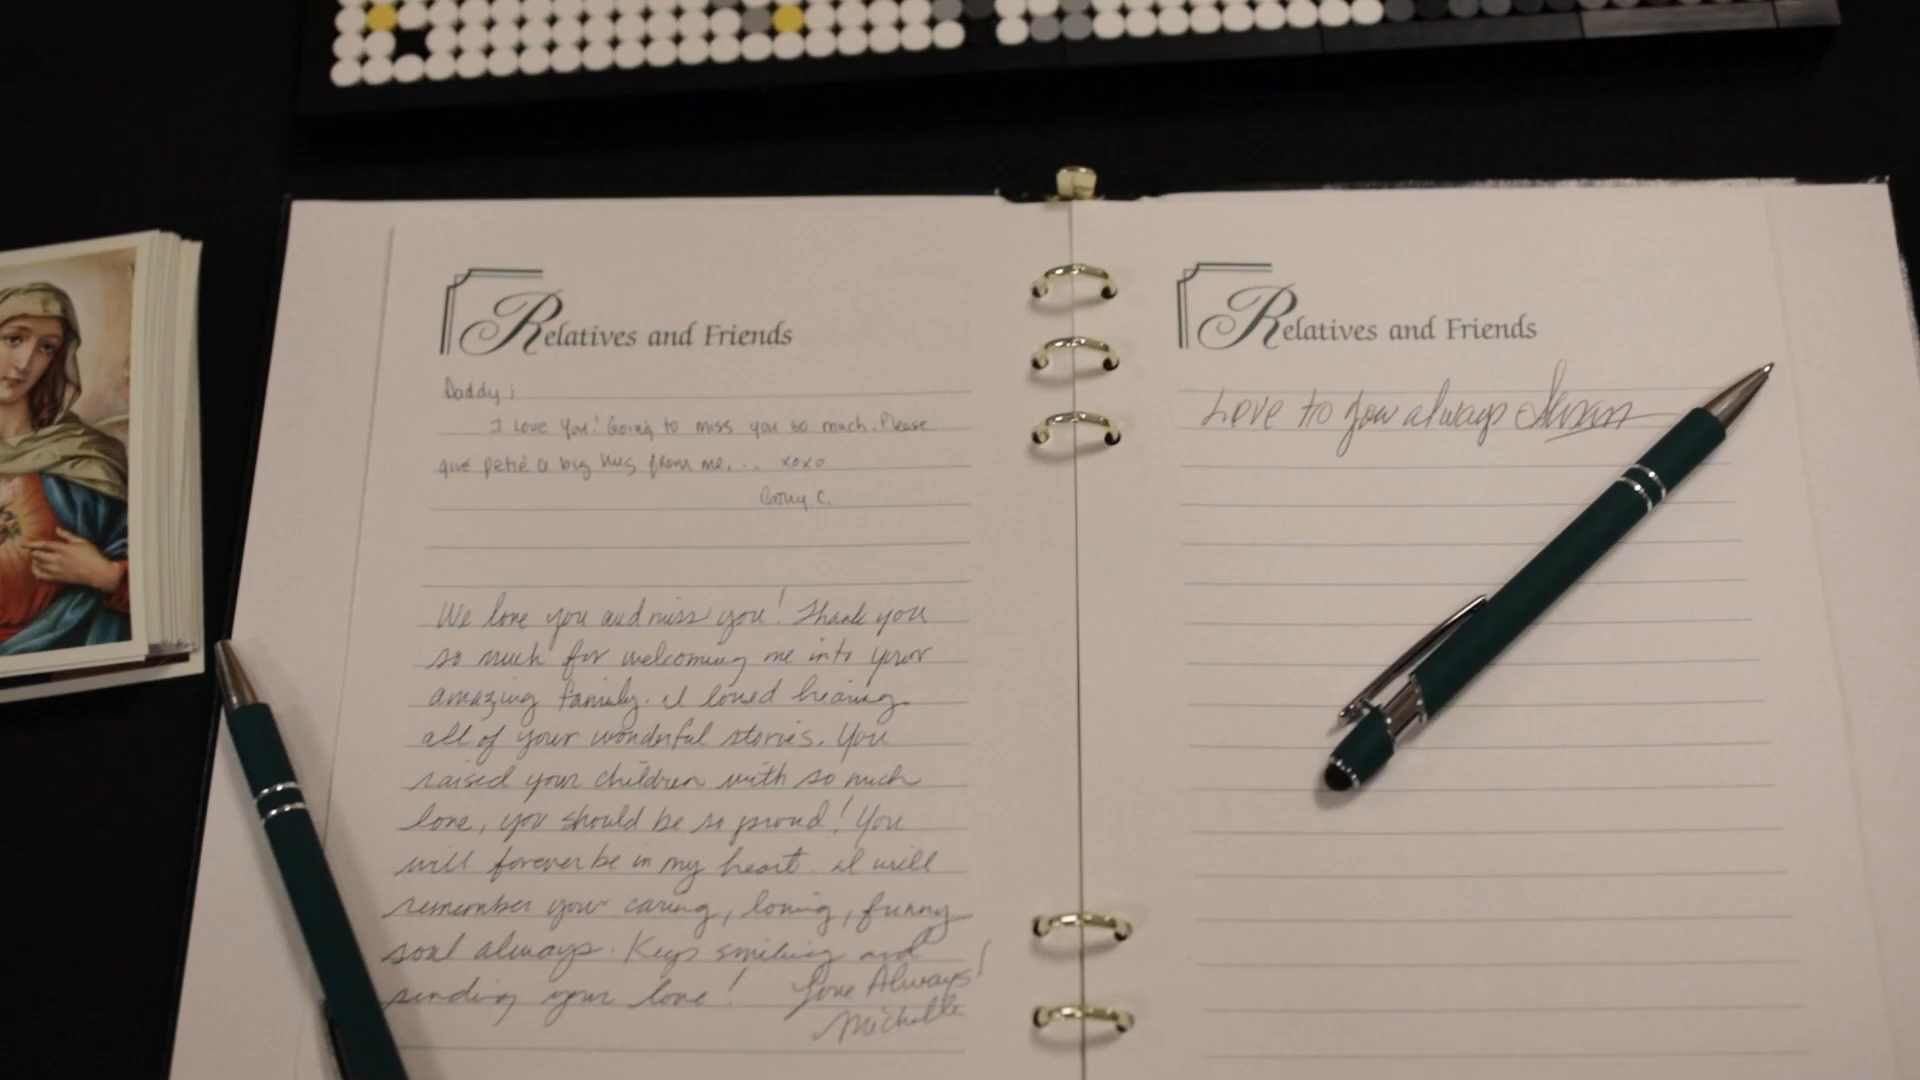 Relatives and Friends
Daddy;
I Love You! Going to miss you so much. Please
give Petie a big hug from me... xoxo
Cathy C.
We love you and miss you! Thank you
so much for welcoming me into your
amazing family. I loved hearing
all of your wonderful stories. You
raised your children with so much
love, you should be so proud! You
will forever be in my heart. I will
remember your caring, loving, funny
soul always. Keep smiling and
sending your love! Love Always!
Michelle
Relatives and Friends
Love to you always Susan